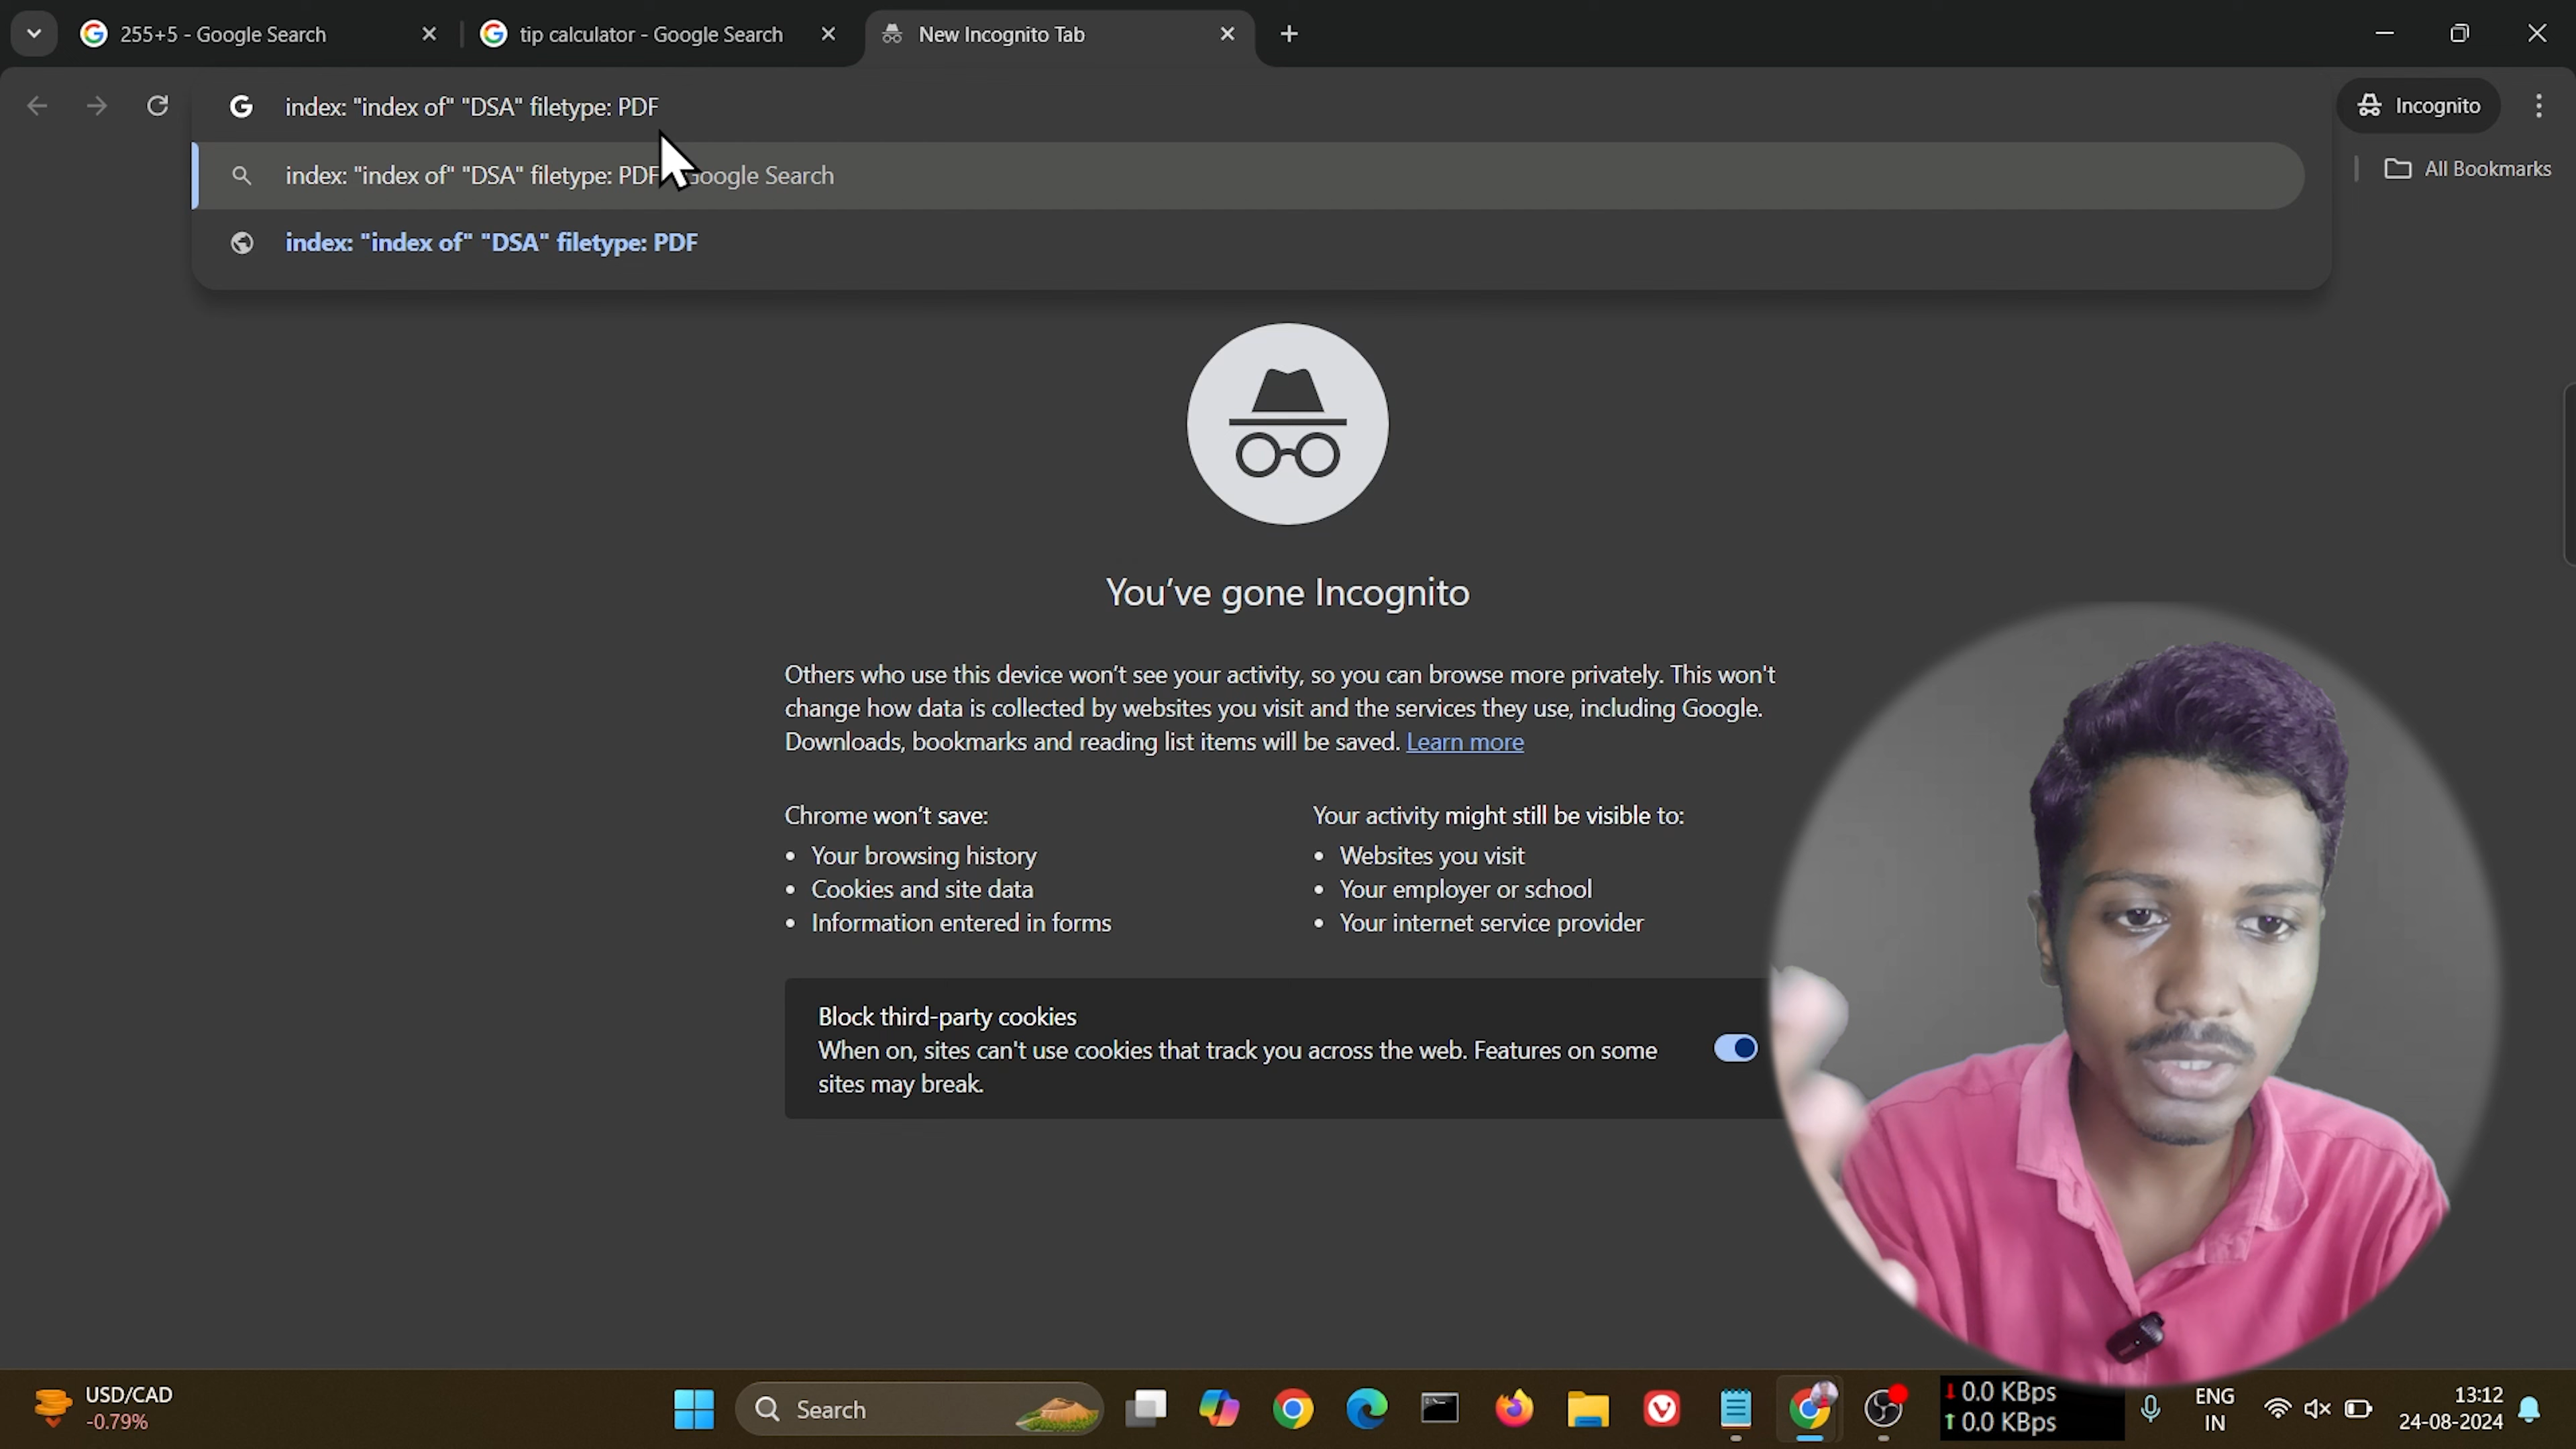 255+5 - Google Search
tip calculator - Google Search
New Incognito Tab
index: "index of" "DSA" filetype: PDF
Incognito
index: "index of" "DSA" filetype: PDF Google Search
All Bookmarks
index: "index of" "DSA" filetype: PDF
You've gone Incognito
Others who use this device won't see your activity, so you can browse more privately. This won't
change how data is collected by websites you visit and the services they use, including Google.
Downloads, bookmarks and reading list items will be saved. Learn more
Chrome won't save:
• Your browsing history
• Cookies and site data
• Information entered in forms
Your activity might still be visible to:
• Websites you visit
• Your employer or school
• Your internet service provider
Block third-party cookies
When on, sites can't use cookies that track you across the web. Features on some
sites may break.
USD/CAD
-0.79%
Search
0.0 KBps
0.0 KBps
ENG
IN
13:12
24-08-2024